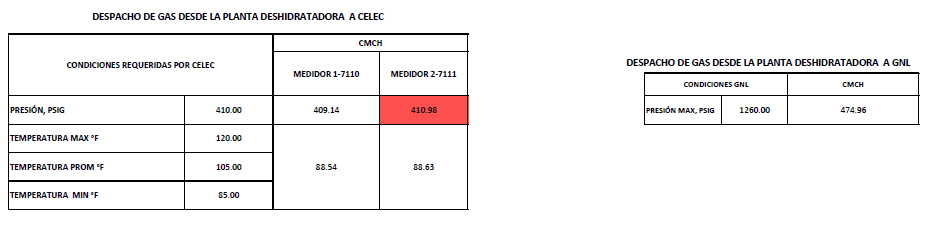 DESPACHO DE GAS DESDE LA PLANTA DESHIDRATADORA A CELEC
CONDICIONES REQUERIDAS POR CELEC
CMCH
MEDIDOR 1-7110
MEDIDOR 2-7111
PRESIÓN, PSIG
410.00
409.14
410.98
TEMPERATURA MAX °F
120.00
TEMPERATURA PROM °F
105.00
88.54
88.63
TEMPERATURA MIN °F
85.00
DESPACHO DE GAS DESDE LA PLANTA DESHIDRATADORA A GNL
CONDICIONES GNL
CMCH
PRESIÓN MAX, PSIG
1260.00
474.96